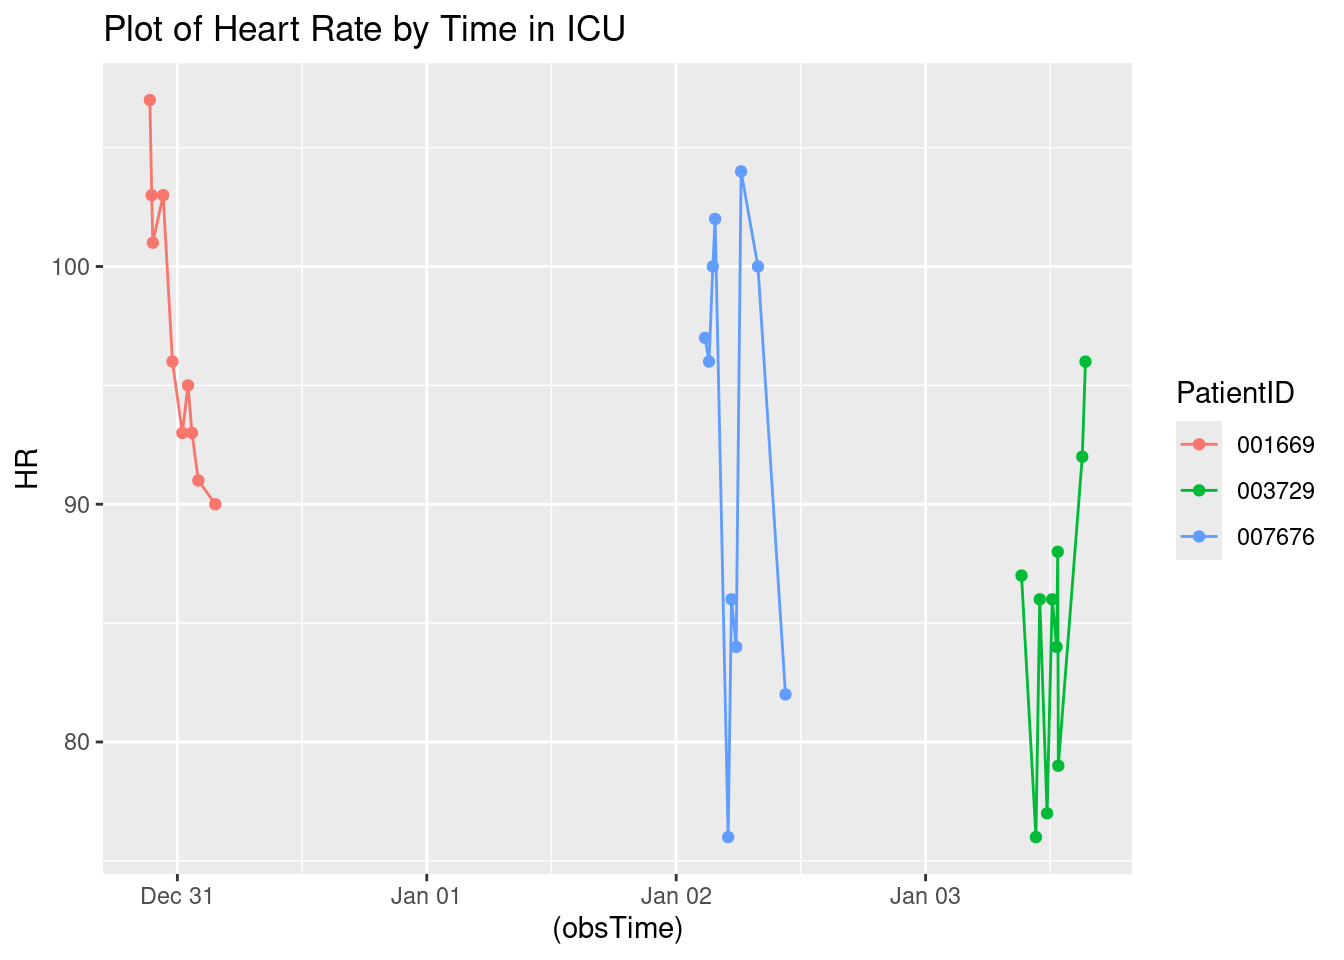 Plot of Heart Rate by Time in ICU
HR
100
90
80
Dec 31
Jan 01
Jan 02
Jan 03
(obsTime)
PatientID
001669
003729
007676